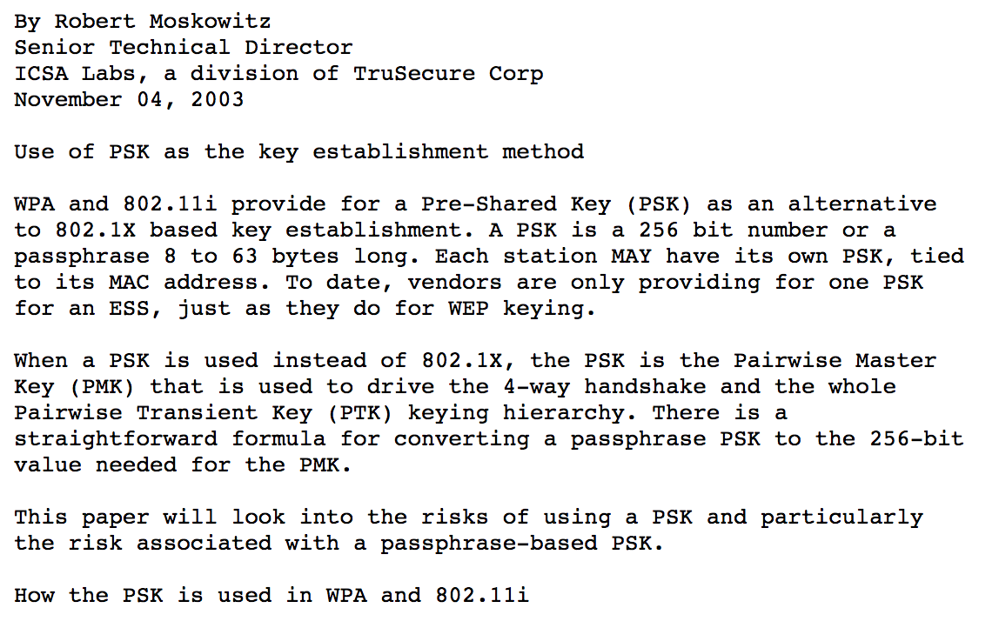 By Robert Moskowitz
Senior Technical Director
ICSA Labs, a division of TruSecure Corp
November 04, 2003
Use of PSK as the key establishment method
WPA and 802.11i provide for a Pre-Shared Key (PSK) as an alternative
to 802.1X based key establishment. A PSK is a 256 bit number or a
passphrase 8 to 63 bytes long. Each station MAY have its own PSK, tied
to its MAC address. To date, vendors are only providing for one PSK
for an ESS, just as they do for WEP keying.
When a PSK is used instead of 802.1X, the PSK is the Pairwise Master
Key (PMK) that is used to drive the 4-way handshake and the whole
Pairwise Transient Key (PTK) keying hierarchy. There is a
straightforward formula for converting a passphrase PSK to the 256-bit
value needed for the PMK.
This paper will look into the risks of using a PSK and particularly
the risk associated with a passphrase-based PSK.
How the PSK is used in WPA and 802.11i